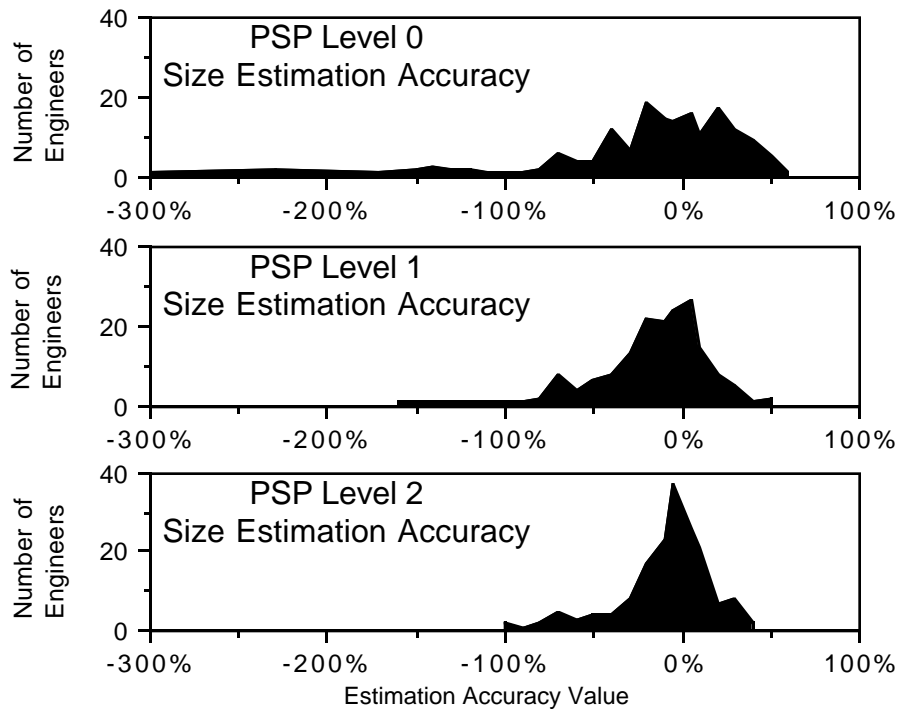 40
PSP Level 0
Size Estimation Accuracy
Number of
Engineers
20
0
-300% -200% -100% 0% 100%
40
PSP Level 1
Size Estimation Accuracy
Number of
Engineers
20
0
-300% -200% -100% 0% 100%
40
PSP Level 2
Size Estimation Accuracy
Number of
Engineers
20
0
-300% -200% -100% 0% 100%
Estimation Accuracy Value